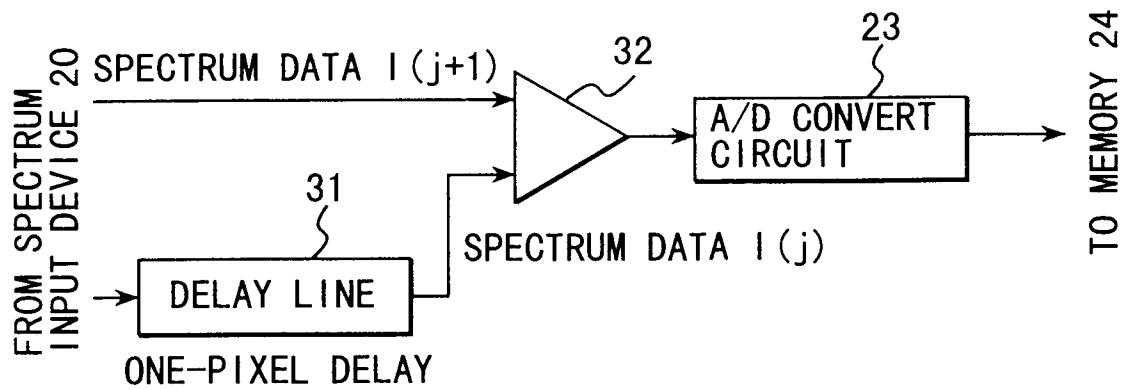 FROM SPECTRUM
INPUT DEVICE 20
SPECTRUM DATA I(j+1)
32
23
A/D CONVERT
CIRCUIT
TO MEMORY 24
31
DELAY LINE
SPECTRUM DATA I(j)
ONE-PIXEL DELAY